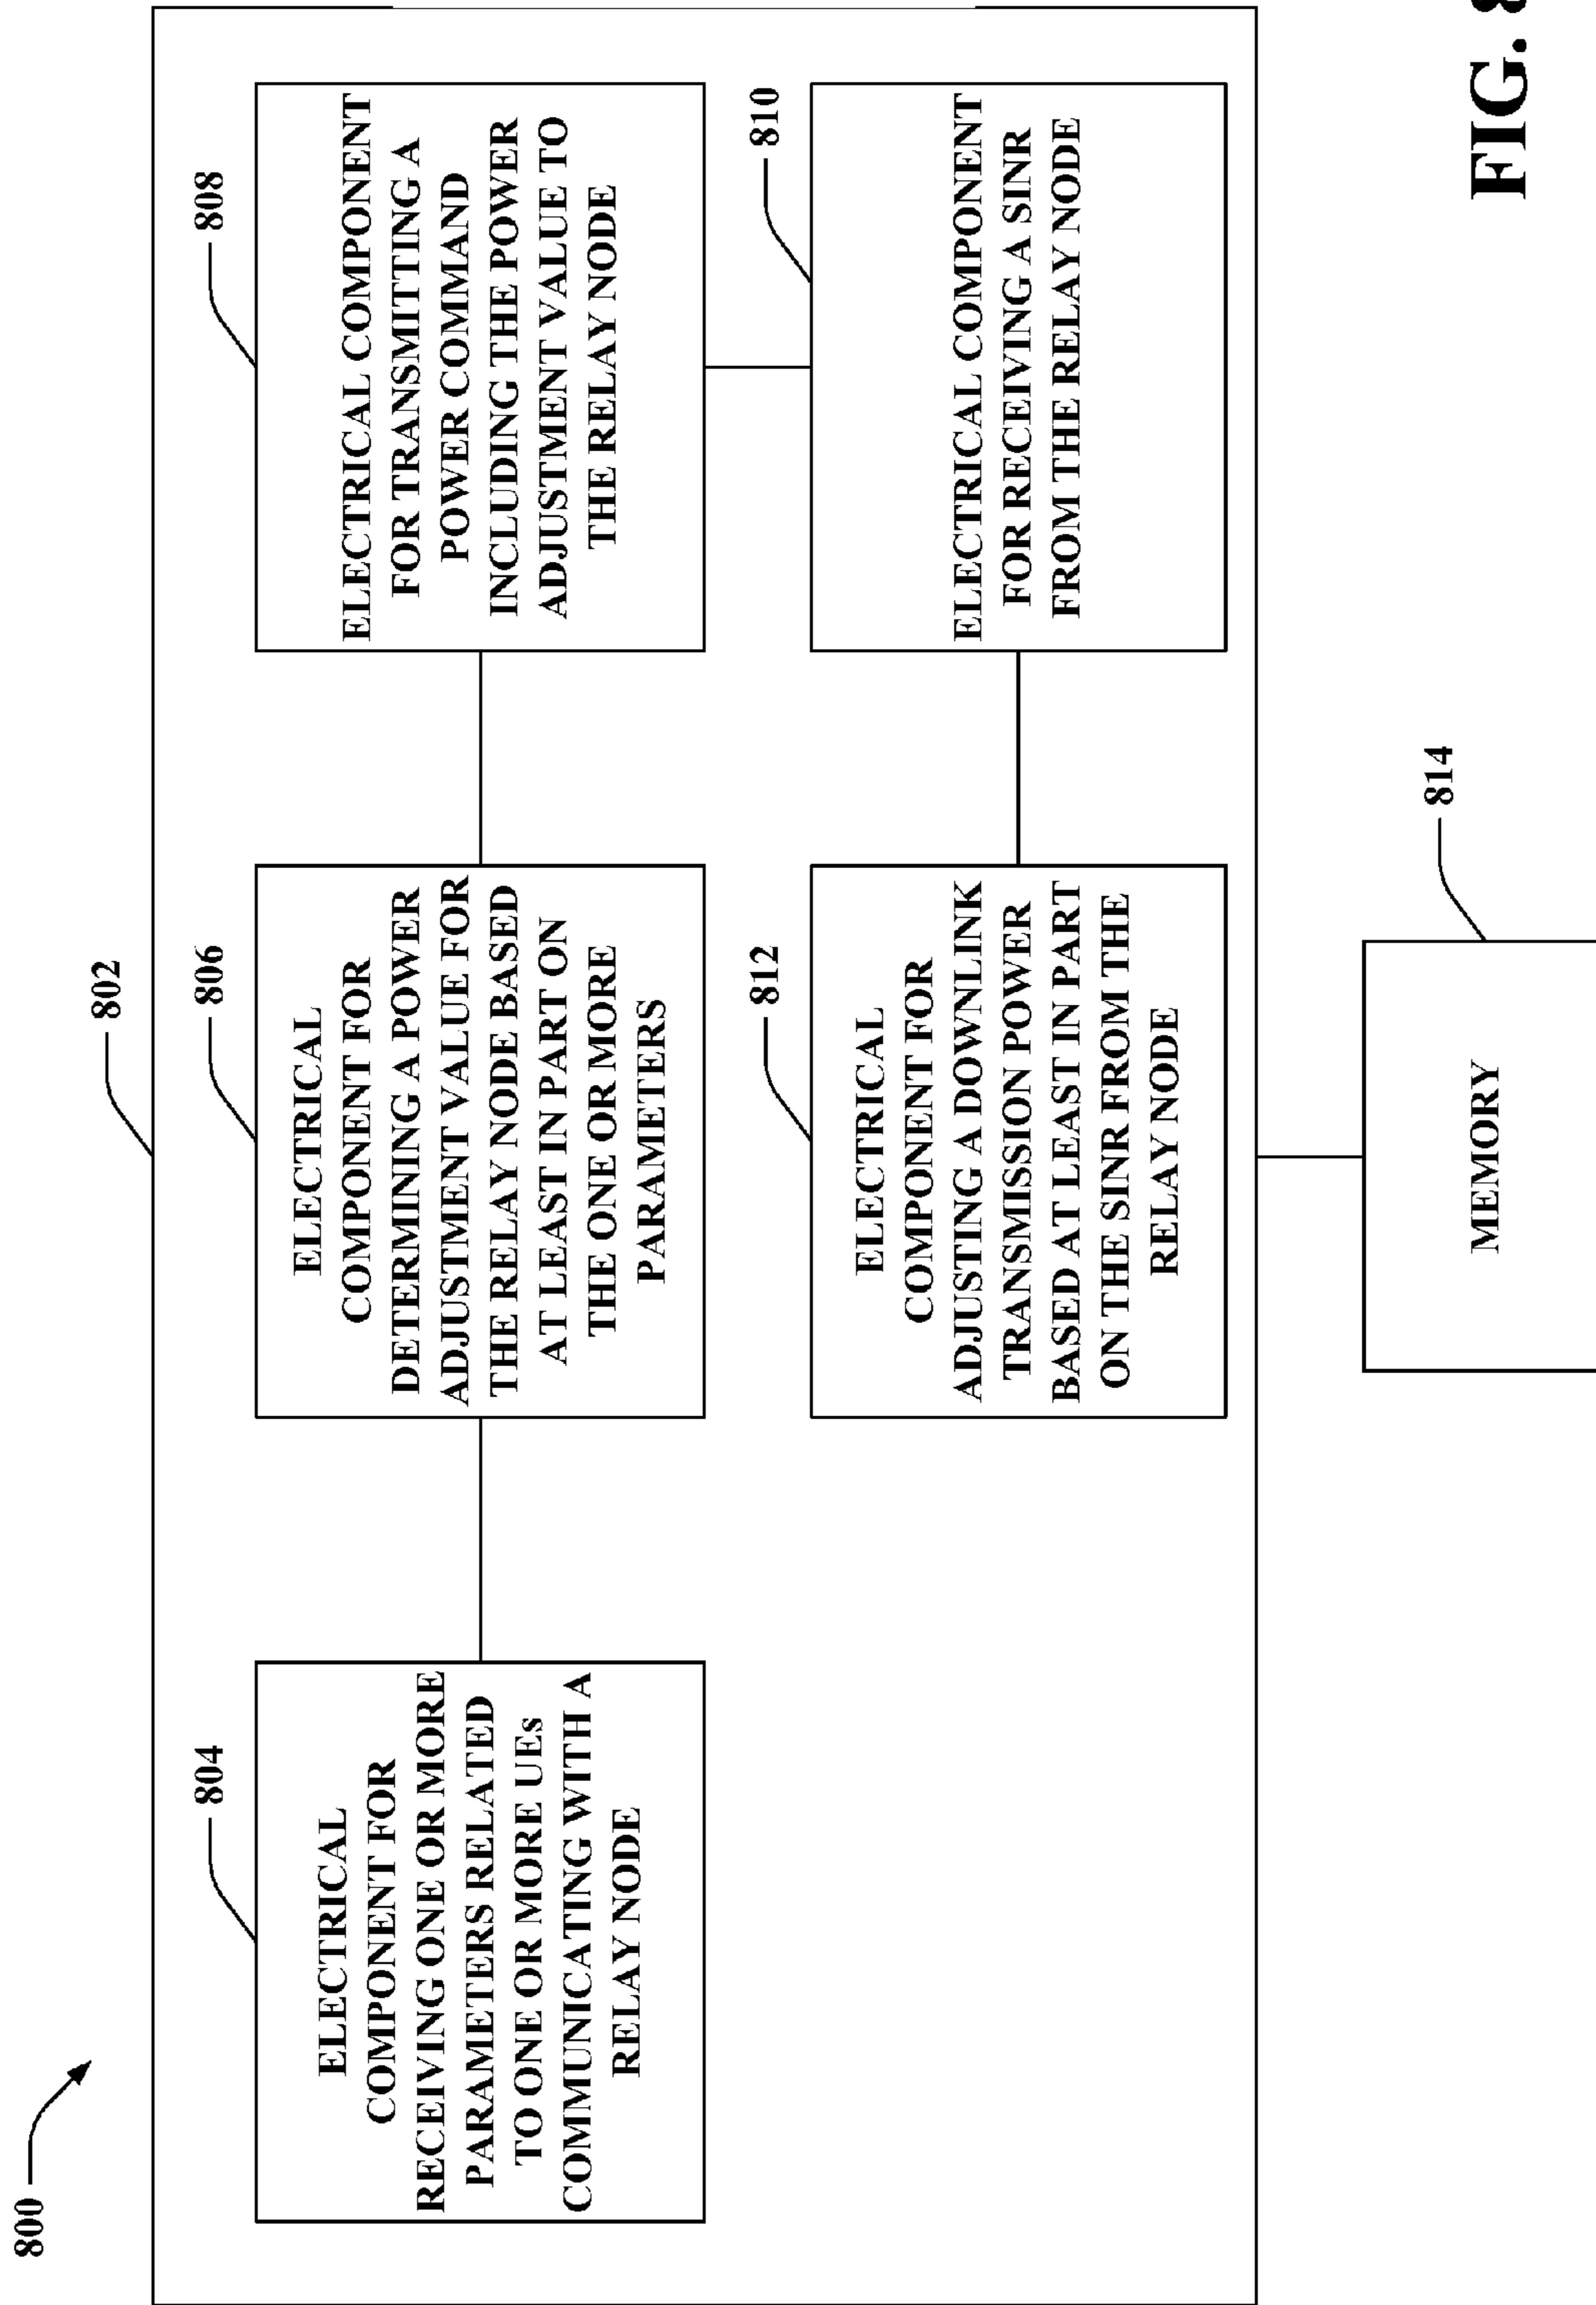 800
802
804
ELECTRICAL
COMPONENT FOR
RECEIVING ONE OR MORE
PARAMETERS RELATED
TO ONE OR MORE UEs
COMMUNICATING WITH A
RELAY NODE
806
ELECTRICAL
COMPONENT FOR
DETERMINING A POWER
ADJUSTMENT VALUE FOR
THE RELAY NODE BASED
AT LEAST IN PART ON
THE ONE OR MORE
PARAMETERS
808
ELECTRICAL COMPONENT
FOR TRANSMITTING A
POWER COMMAND
INCLUDING THE POWER
ADJUSTMENT VALUE TO
THE RELAY NODE
812
ELECTRICAL
COMPONENT FOR
ADJUSTING A DOWNLINK
TRANSMISSION POWER
BASED AT LEAST IN PART
ON THE SINR FROM THE
RELAY NODE
810
ELECTRICAL COMPONENT
FOR RECEIVING A SINR
FROM THE RELAY NODE
814
MEMORY
FIG. 8